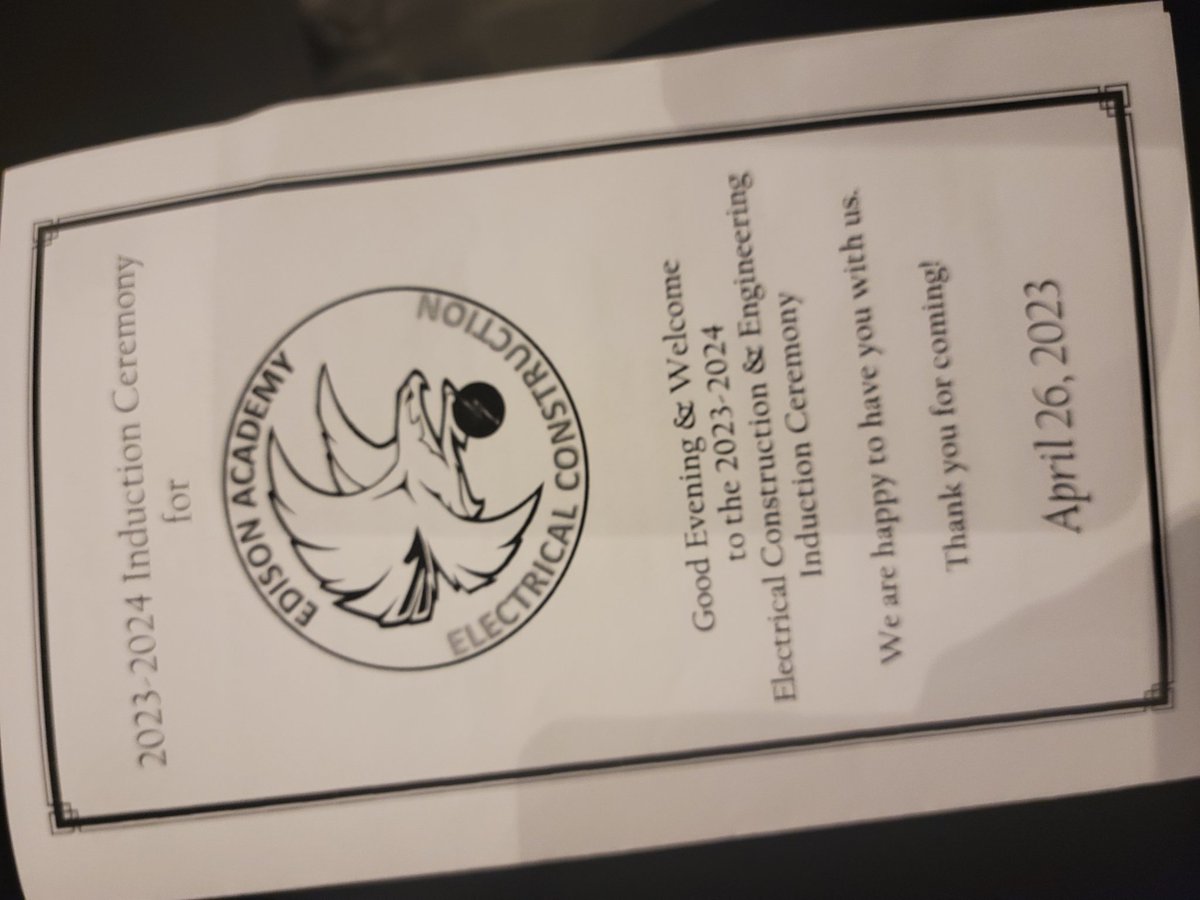 2023-2024 Induction Ceremony
for
EDISON ACADEMY
ELECTRICAL CONSTRUCTION
Good Evening & Welcome
to the 2023-2024
Electrical Construction & Engineering
Induction Ceremony
We are happy to have you with us.
Thank you for coming!
April 26, 2023